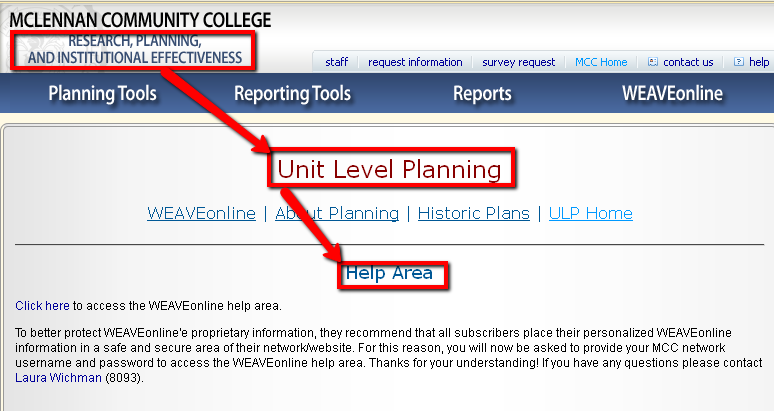 MCLENNAN COMMUNITY COLLEGE
RESEARCH, PLANNING,
AND INSTITUTIONAL EFFECTIVENESS
staff | request information | survey request | MCC Home | contact us | ? help
Planning Tools Reporting Tools Reports WEAVEonline
Unit Level Planning
WEAVEonline | About Planning | Historic Plans | ULP Home
Help Area
Click here to access the WEAVEonline help area.
To better protect WEAVEonline'e proprietary information, they recommend that all subscribers place their personalized WEAVEonline
information in a safe and secure area of their network/website. For this reason, you will now be asked to provide your MCC network
username and password to access the WEAVEonline help area. Thanks for your understanding! If you have any questions please contact
Laura Wichman (8093).